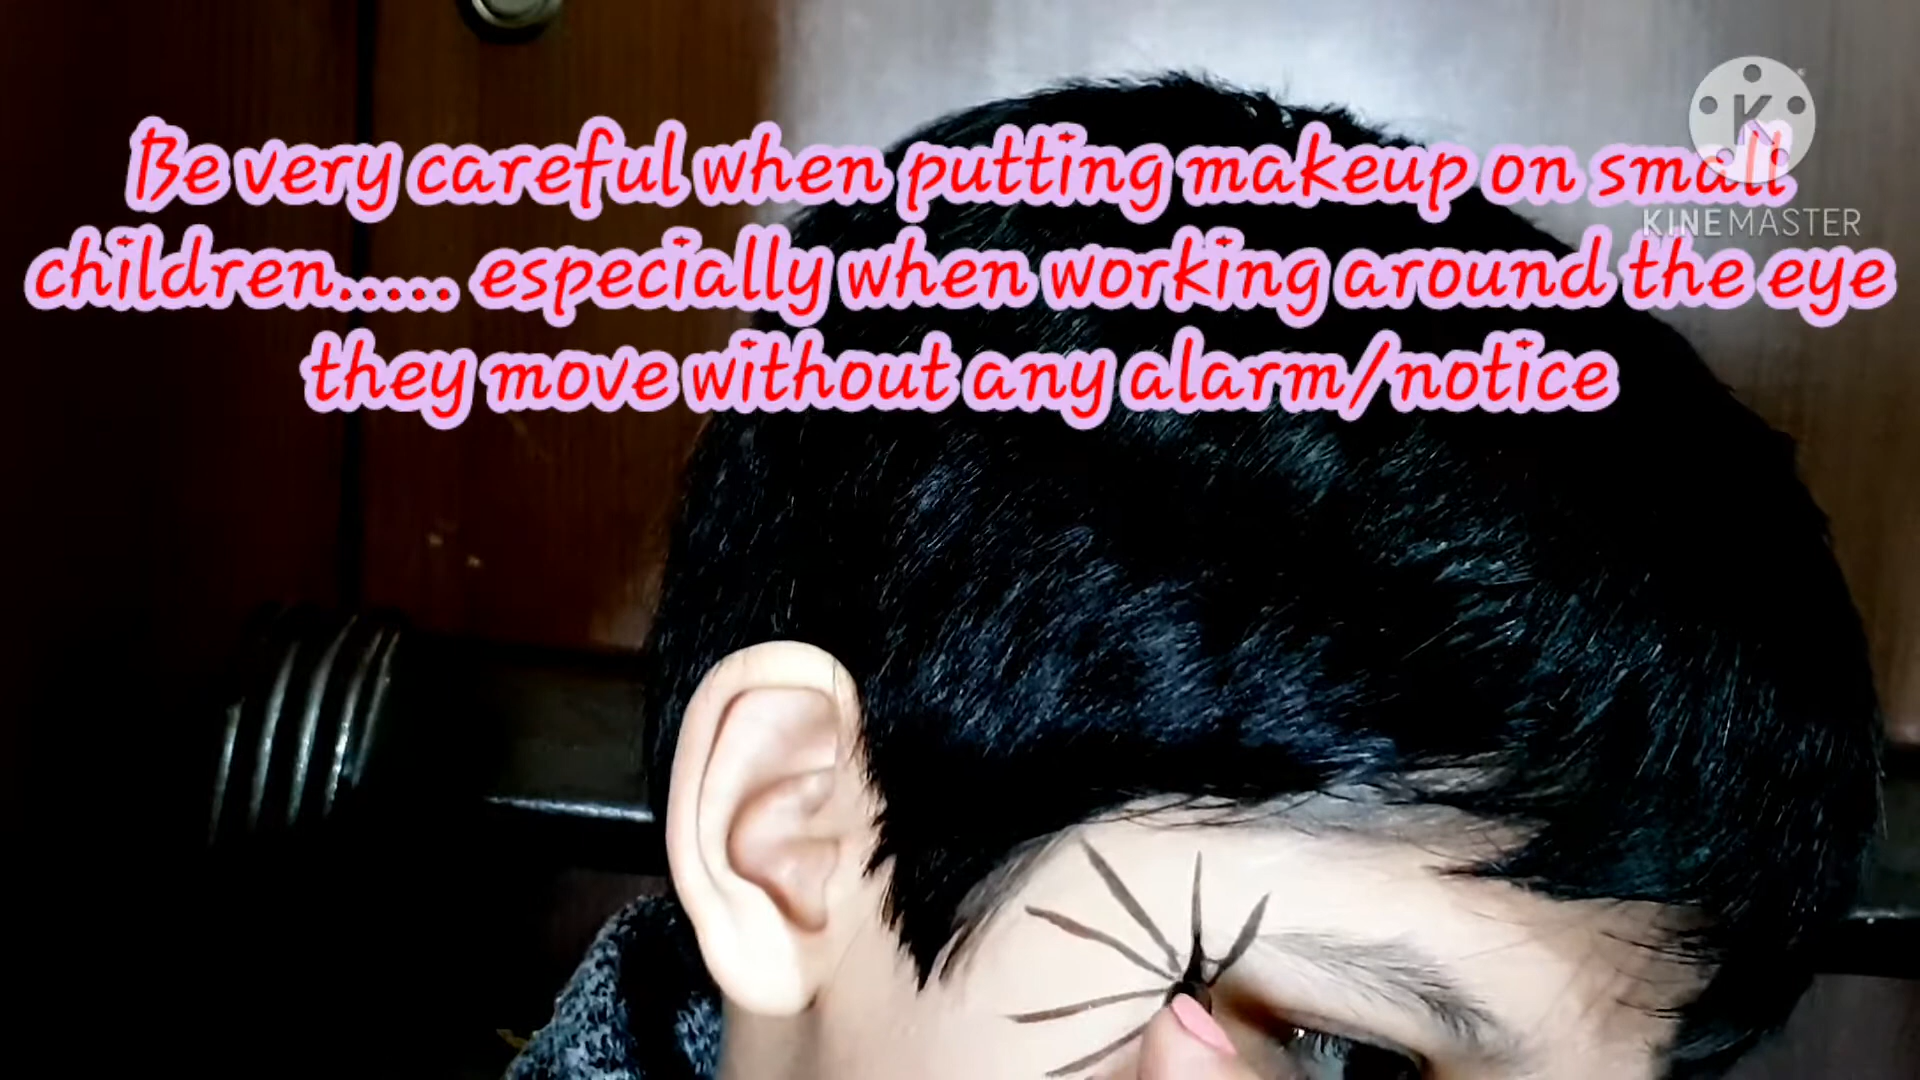 Be very careful when putting makeup on small
children..... especially when working around the eye
they move without any alarm/notice
K
KINEMASTER